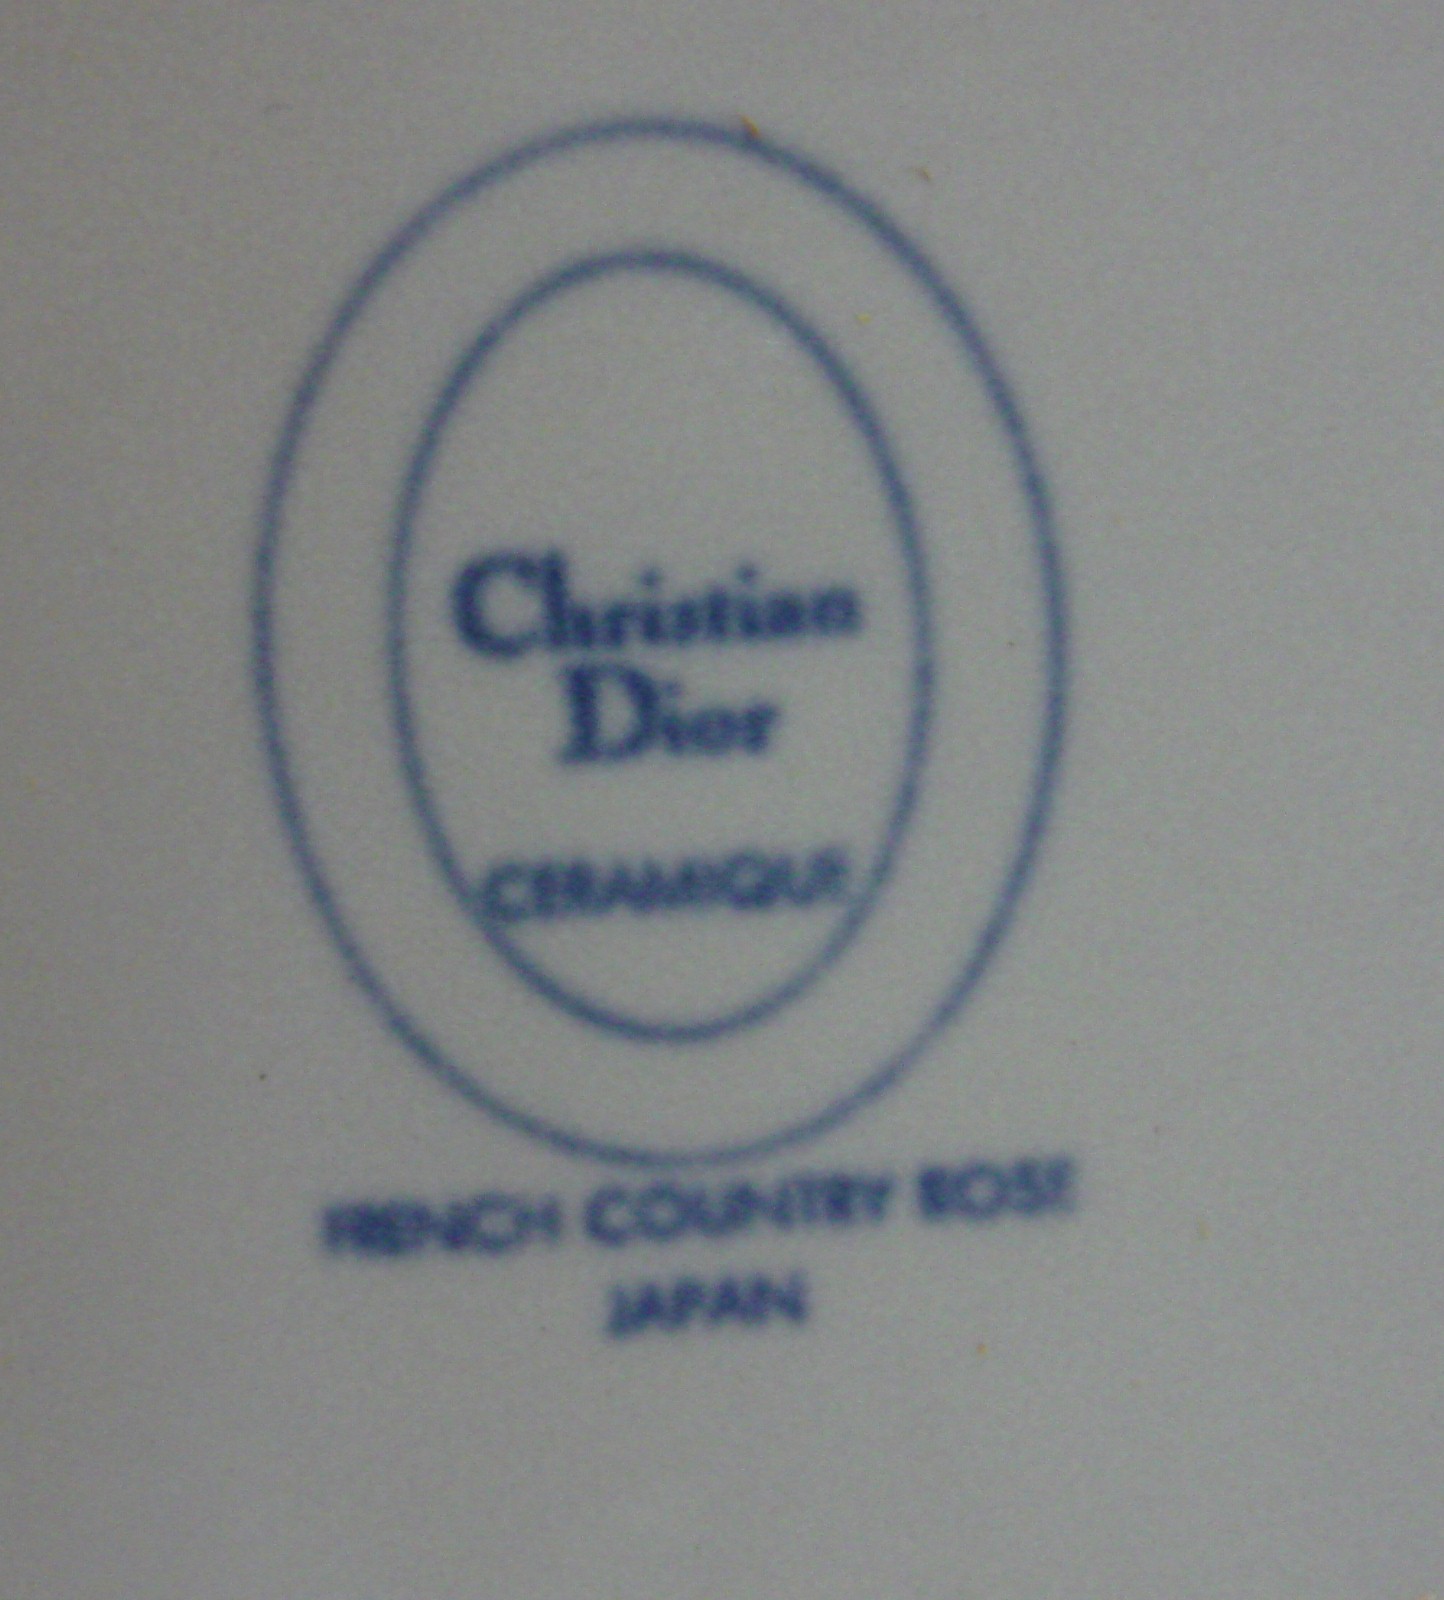 Christian
Dior
CERAMIQUE
FRENCH COUNTRY ROSE
JAPAN